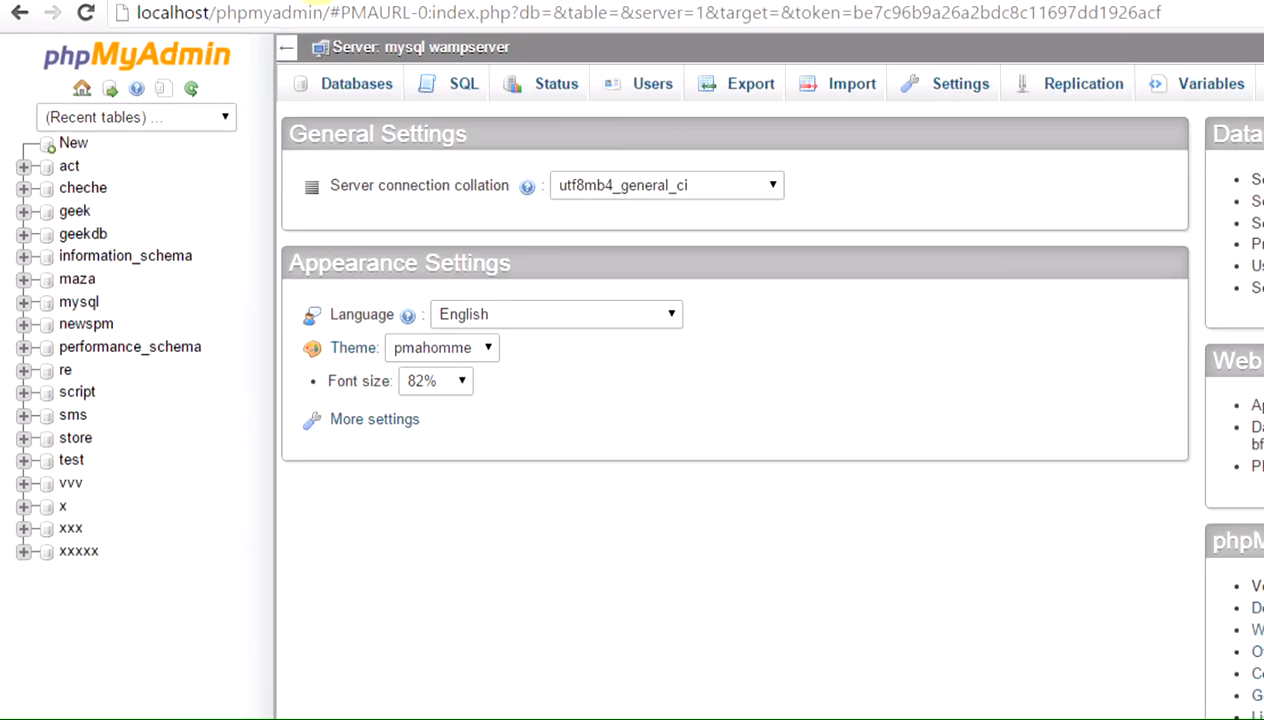 localhost/phpmyadmin/#PMAURL-0:index.php?db=&table=&server=1&target=&token=be7c96b9a26a2bdc8c11697dd1926acf
phpMyAdmin
(Recent tables) ...
New
act
cheche
geek
geekdb
information_schema
maza
mysql
newspm
performance_schema
re
script
sms
store
test
vvv
x
xxx
xxxxx
Server: mysql wampserver
Databases
SQL
Status
Users
Export
Import
Settings
Replication
Variables
General Settings
Server connection collation : utf8mb4_general_ci
Appearance Settings
Language : English
Theme: pmahomme
• Font size: 82%
More settings
Data
Web
phpM